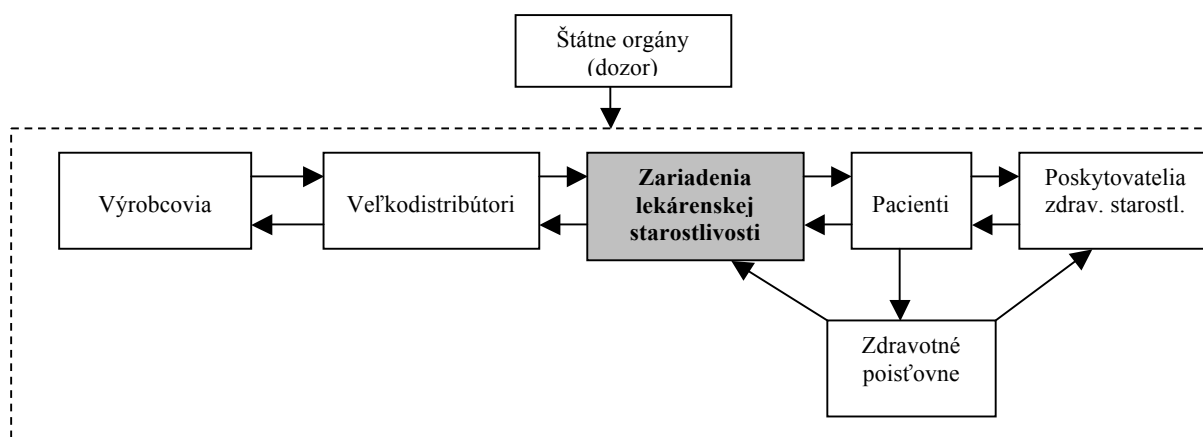 Štátne orgány
(dozor)
Výrobcovia
Veľkodistribútori
Zariadenia
lekárenskej
starostlivosti
Pacienti
Poskytovatelia
zdrav. starostl.
Zdravotné
poisťovne